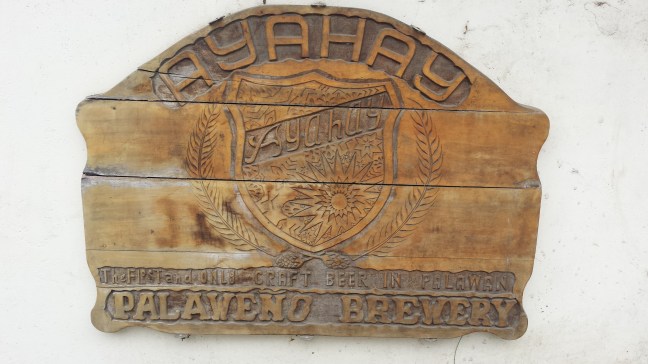 AYAHAY
Ayahay
The FIRST and ONLY CRAFT BEER IN PALAWAN
PALAWEÑO BREWERY